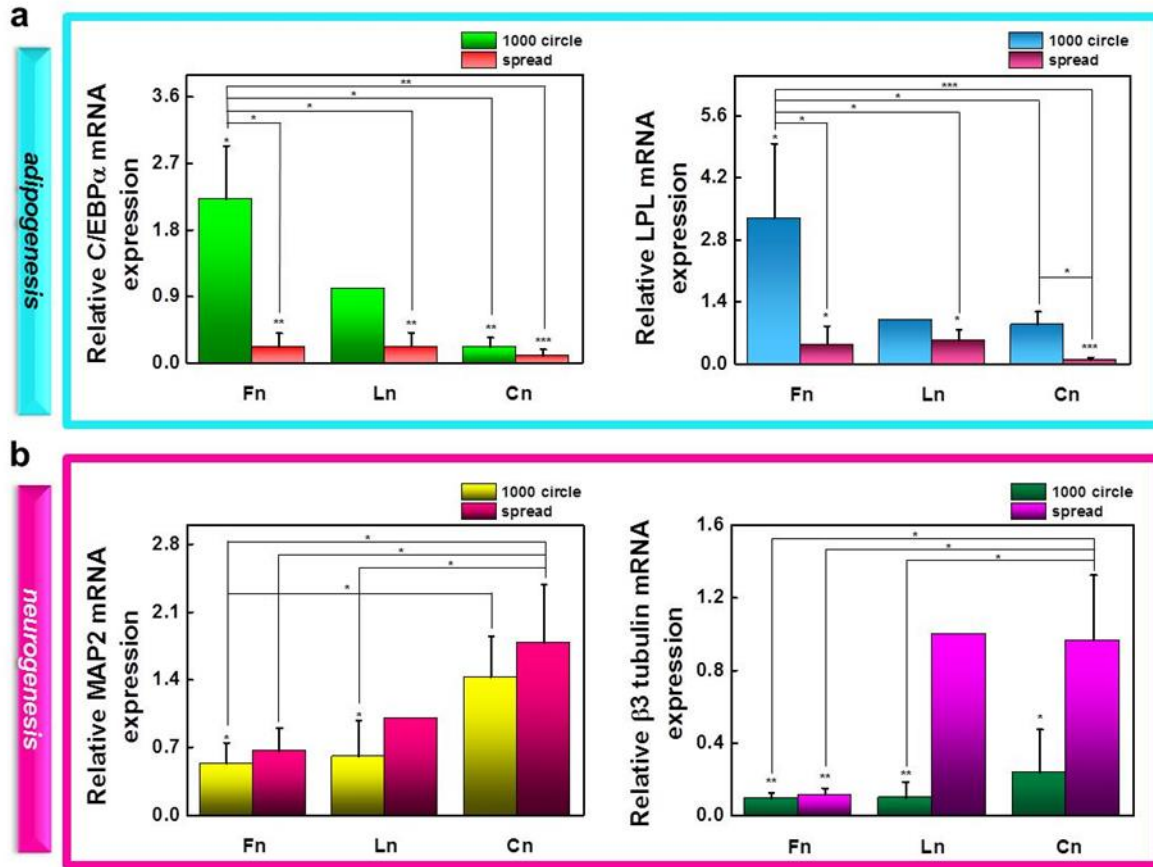 a
adipogenesis
1000 circle
spread
Relative C/EBPα mRNA
expression
3.6
2.7
1.8
0.9
0.0
**
*
*
*
*
**
**
**
***
Fn
Ln
Cn
1000 circle
spread
Relative LPL mRNA
expression
5.6
4.2
2.8
1.4
0.0
***
*
*
*
*
*
*
*
***
Fn
Ln
Cn
b
neurogenesis
1000 circle
spread
Relative MAP2 mRNA
expression
2.8
2.1
1.4
0.7
0.0
*
*
*
*
*
*
Fn
Ln
Cn
1000 circle
spread
Relative β3 tubulin mRNA
expression
1.6
1.2
0.8
0.4
0.0
*
*
*
*
**
**
**
Fn
Ln
Cn